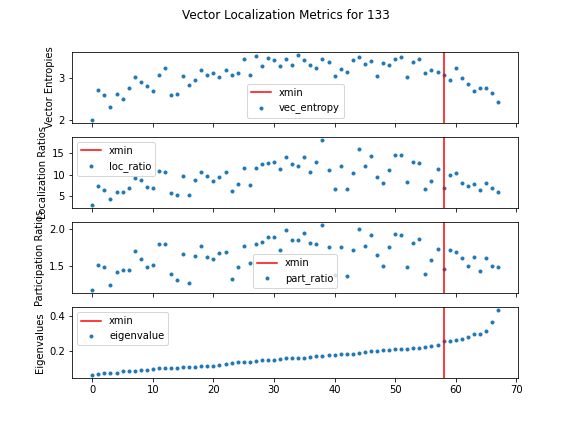 Vector Localization Metrics for 133
Vector Entropies
3
2
xmin
vec_entropy
Localization Ratios
15
10
5
xmin
loc_ratio
Participation Ratios
2.0
1.5
xmin
part_ratio
Eigenvalues
0.4
0.2
xmin
eigenvalue
0 10 20 30 40 50 60 70